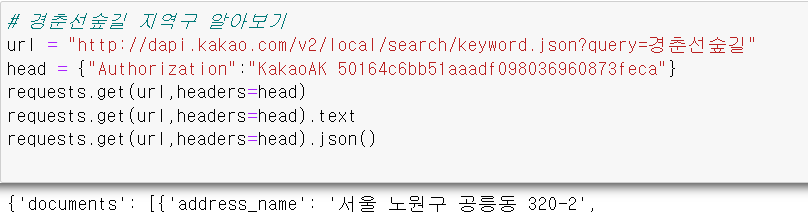 # 경춘선숲길 지역구 알아보기
url = "http://dapi.kakao.com/v2/local/search/keyword.json?query=경춘선숲길"
head = {"Authorization":"KakaoAK 50164c6bb51aaadf098036960873feca"}
requests.get(url,headers=head)
requests.get(url,headers=head).text
requests.get(url,headers=head).json()
{'documents': [{'address_name': '서울 노원구 공릉동 320-2',